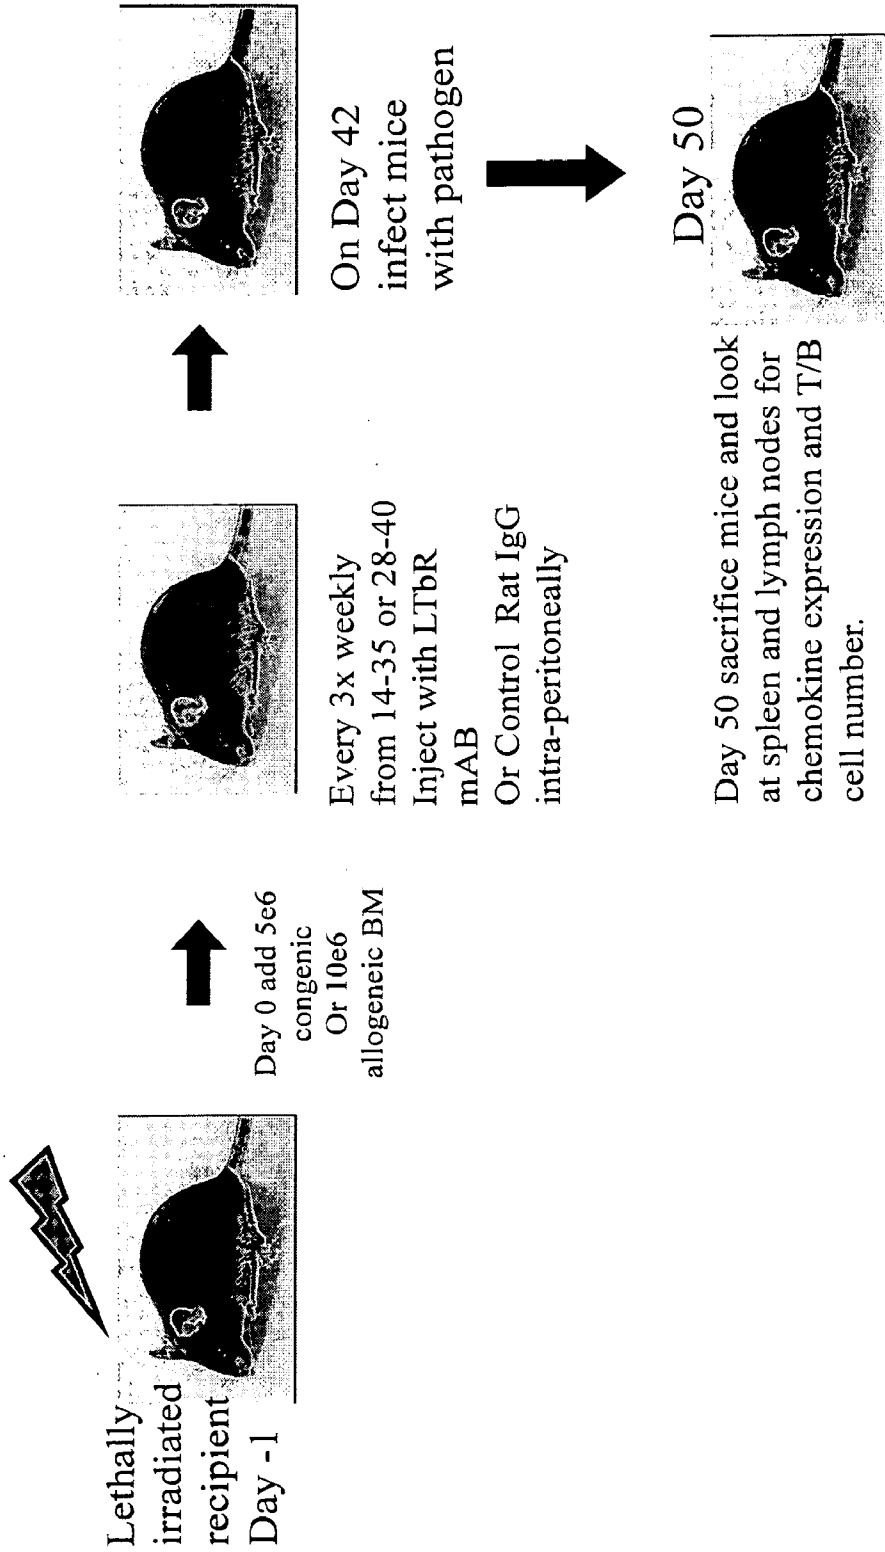 Lethally
irradiated
recipient
Day -1
Day 0 add 5e6
congenic
Or 10e6
allogeneic BM
Every 3x weekly
from 14-35 or 28-40
Inject with LTbR
mAB
Or Control Rat IgG
intra-peritoneally
On Day 42
infect mice
with pathogen
Day 50
Day 50 sacrifice mice and look
at spleen and lymph nodes for
chemokine expression and T/B
cell number.